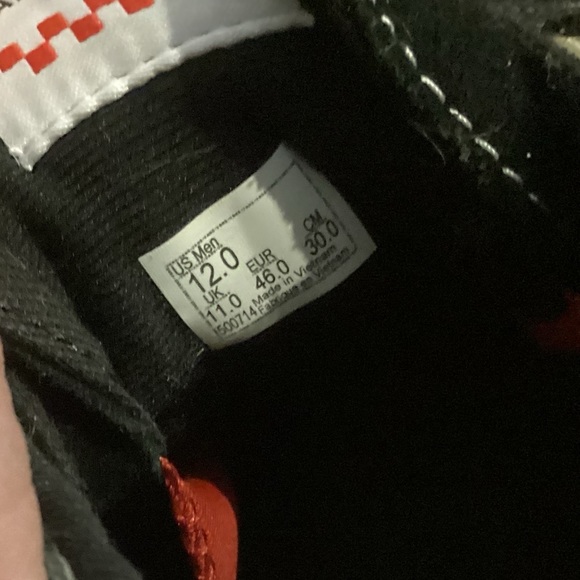 US Men
12.0
UK EUR CM
11.0 46.0 30.0
500714 Made in Vietnam
Fabriqué en Vietnam